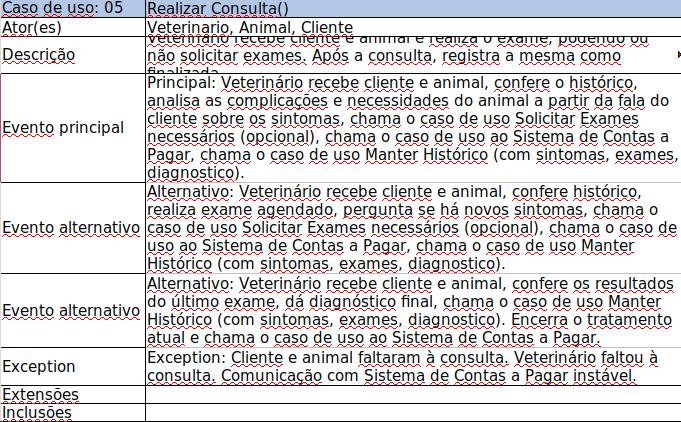 Caso de uso: 05 Realizar Consulta()
Ator(es) Veterinario, Animal, Cliente
Descrição
Veterinário recebe cliente e animal e realiza o exame, podendo ou
não solicitar exames. Após a consulta, registra a mesma como
finalizada.
Evento principal
Principal: Veterinário recebe cliente e animal, confere o histórico,
analisa as complicações e necessidades do animal a partir da fala do
cliente sobre os sintomas, chama o caso de uso Solicitar Exames
necessários (opcional), chama o caso de uso ao Sistema de Contas a
Pagar, chama o caso de uso Manter Histórico (com sintomas, exames,
diagnostico).
Evento alternativo
Alternativo: Veterinário recebe cliente e animal, confere histórico,
realiza exame agendado, pergunta se há novos sintomas, chama o
caso de uso Solicitar Exames necessários (opcional), chama o caso de
uso ao Sistema de Contas a Pagar, chama o caso de uso Manter
Histórico (com sintomas, exames, diagnostico).
Evento alternativo
Alternativo: Veterinário recebe cliente e animal, confere os resultados
do último exame, dá diagnóstico final, chama o caso de uso Manter
Histórico (com sintomas, exames, diagnostico). Encerra o tratamento
atual e chama o caso de uso ao Sistema de Contas a Pagar.
Exception
Exception: Cliente e animal faltaram à consulta. Veterinário faltou à
consulta. Comunicação com Sistema de Contas a Pagar instável.
Extensões
Inclusões